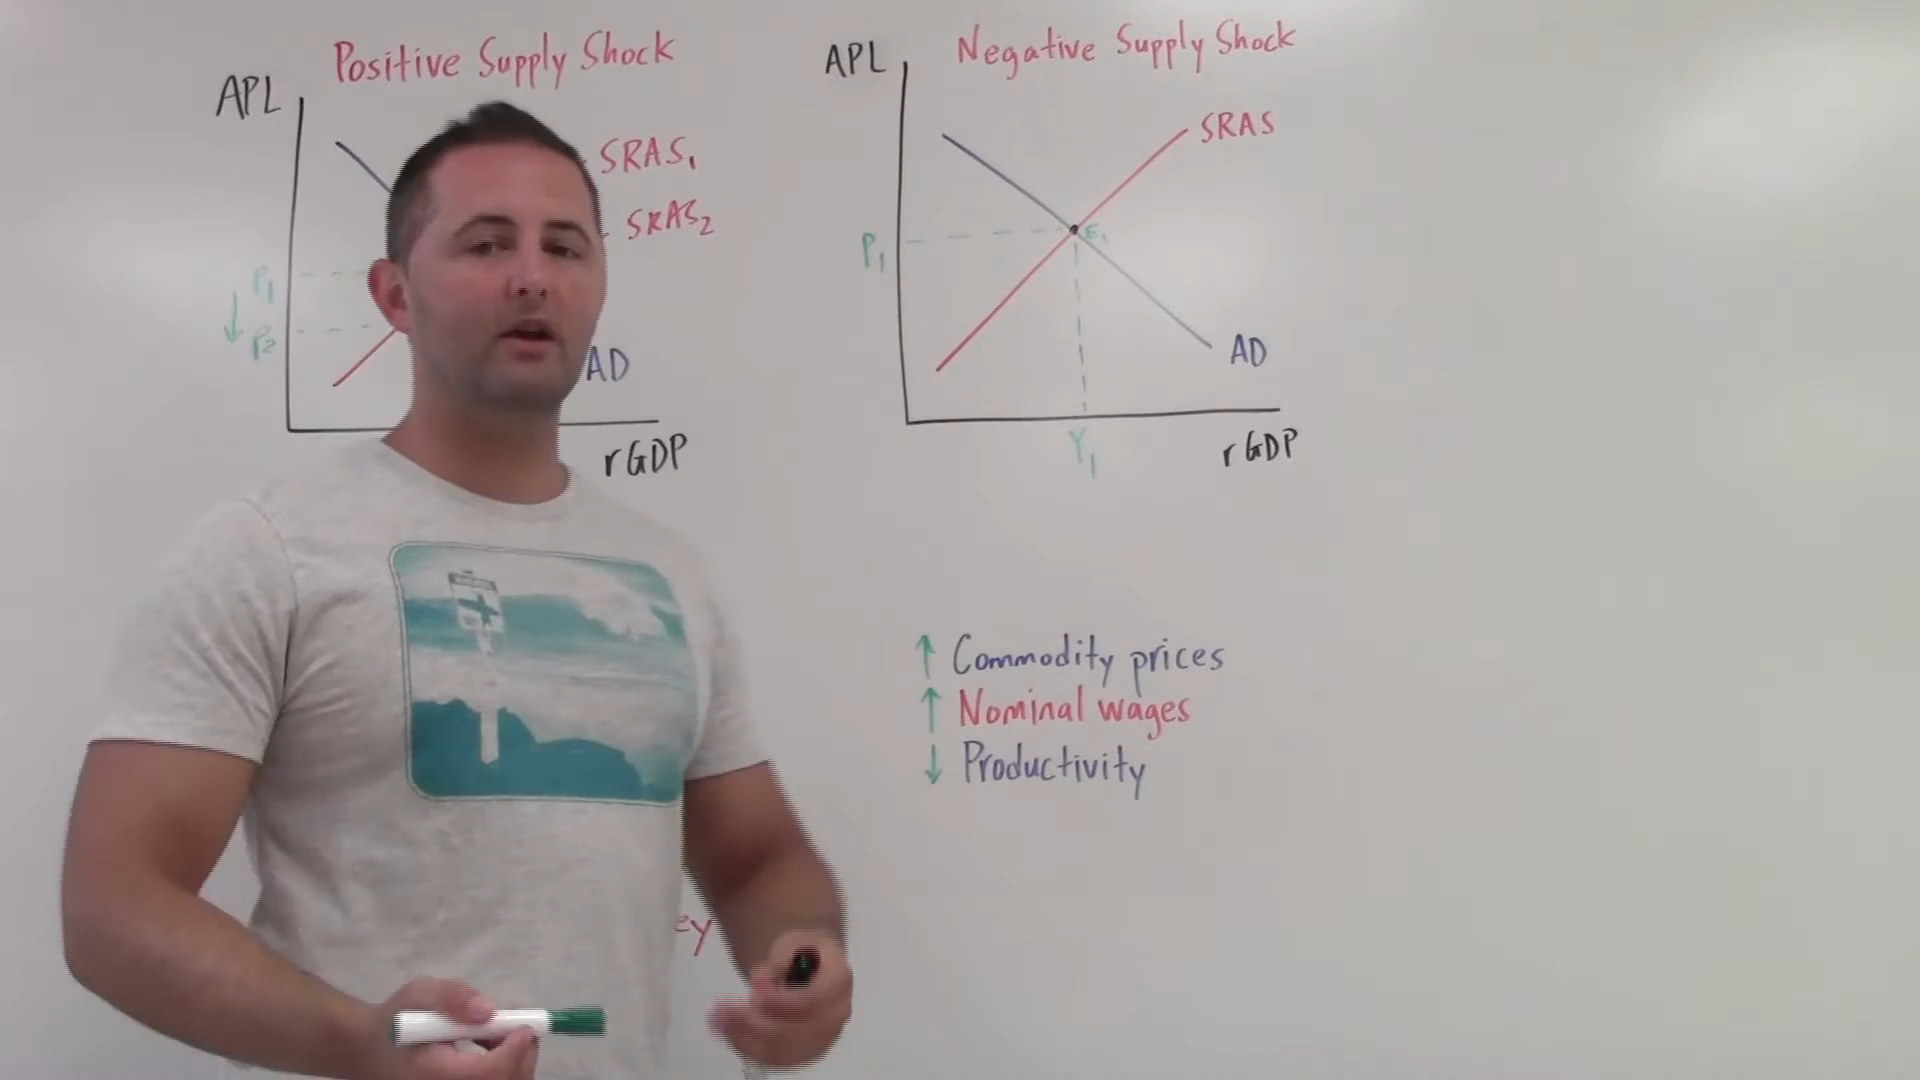 Positive Supply Shock
APL
SRAS1
SRAS2
P1
↓
P2
AD
rGDP
Negative Supply Shock
APL
SRAS
P1
E1
AD
Y1
rGDP
↑ Commodity prices
↑ Nominal wages
↓ Productivity
ey